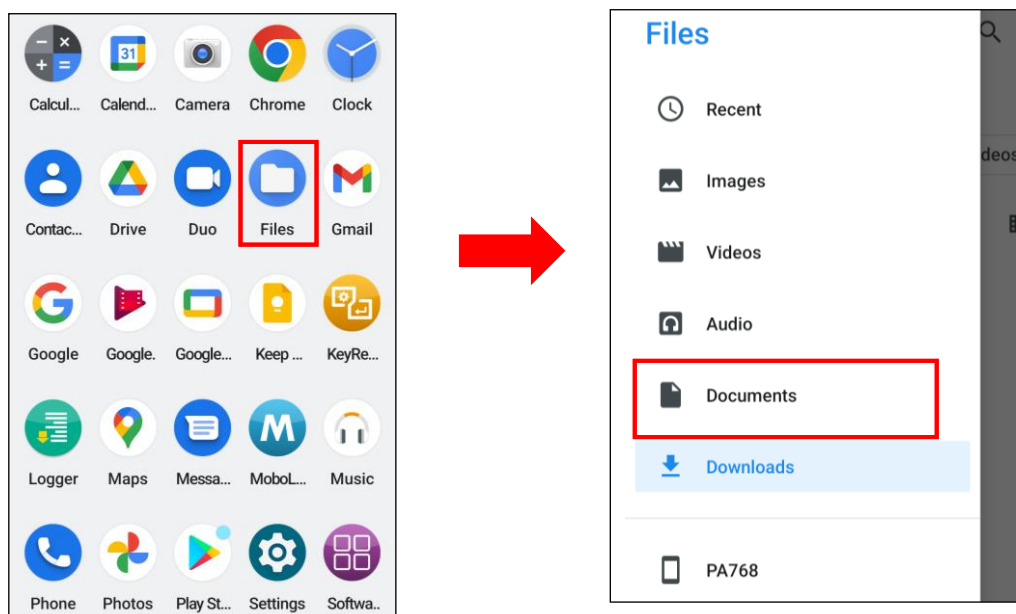 31
Calcul... Calend... Camera Chrome Clock
Contac... Drive Duo Files Gmail
Google Google. Google... Keep ... KeyRe...
Logger Maps Messa... MoboL... Music
Phone Photos Play St... Settings Softwa..
Files
Recent
deos
Images
Videos
Audio
Documents
Downloads
PA768